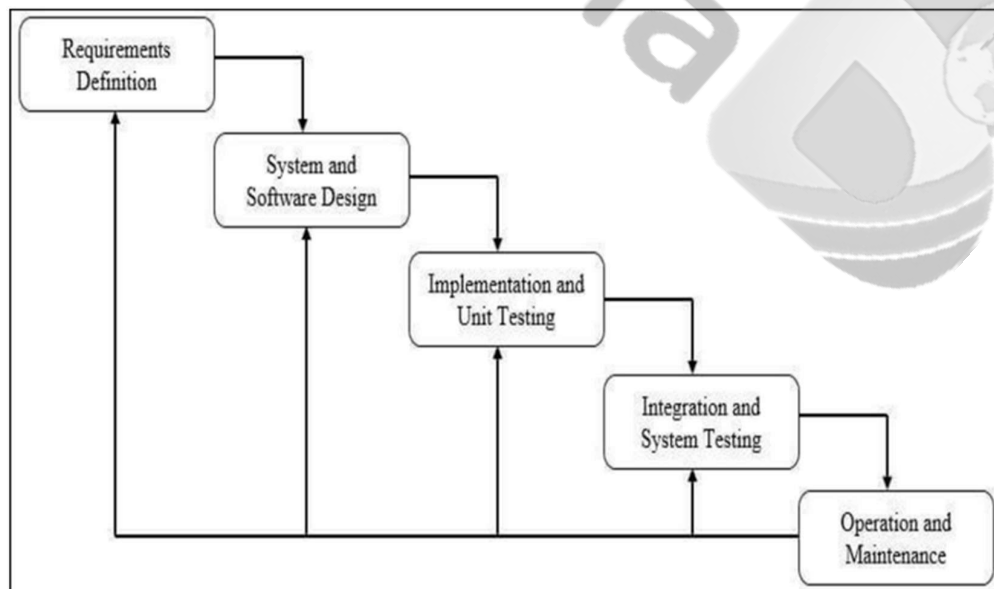 Requirements
Definition
System and
Software Design
Implementation and
Unit Testing
Integration and
System Testing
Operation and
Maintenance